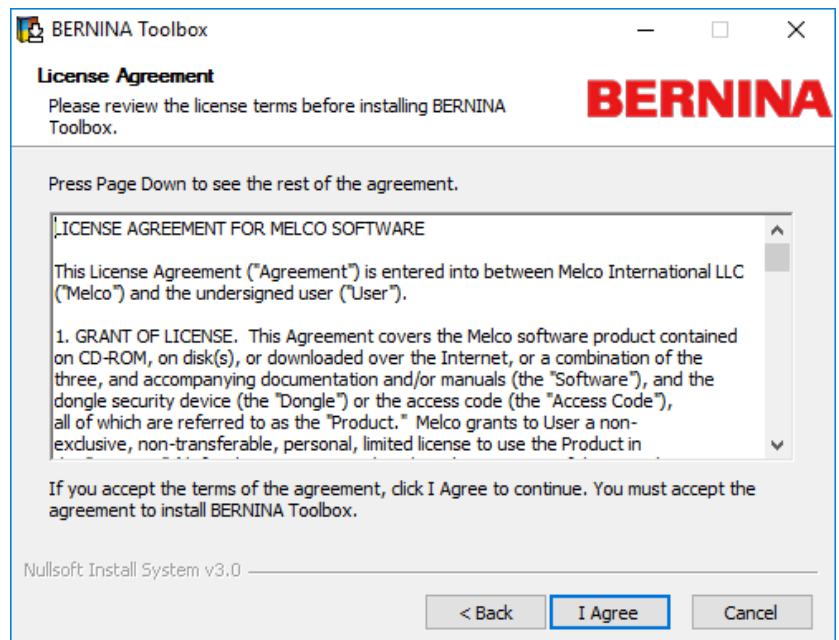 BERNINA Toolbox
License Agreement
Please review the license terms before installing BERNINA
Toolbox.
BERNINA
Press Page Down to see the rest of the agreement.
LICENSE AGREEMENT FOR MELCO SOFTWARE
This License Agreement ("Agreement") is entered into between Melco International LLC
("Melco") and the undersigned user ("User").
1. GRANT OF LICENSE.  This Agreement covers the Melco software product contained
on CD-ROM, on disk(s), or downloaded over the Internet, or a combination of the
three, and accompanying documentation and/or manuals (the "Software"), and the
dongle security device (the "Dongle") or the access code (the "Access Code"),
all of which are referred to as the "Product."  Melco grants to User a non-
exclusive, non-transferable, personal, limited license to use the Product in
If you accept the terms of the agreement, click I Agree to continue. You must accept the
agreement to install BERNINA Toolbox.
Nullsoft Install System v3.0
< Back
I Agree
Cancel